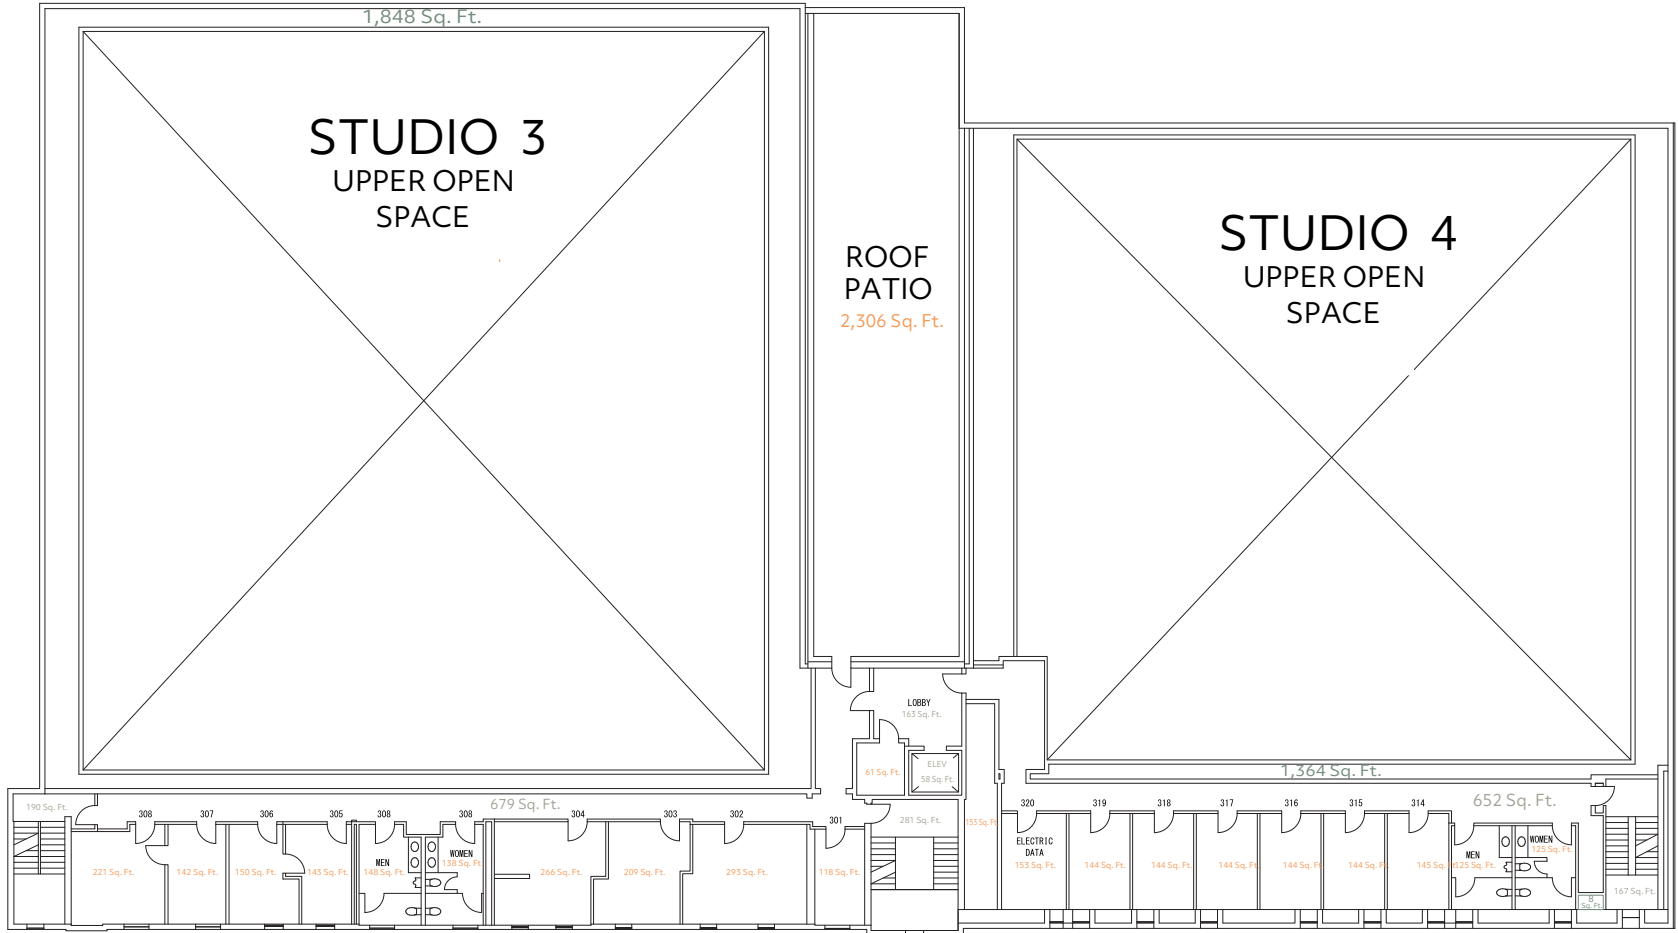 1,848 Sq. Ft.
STUDIO 3
UPPER OPEN
SPACE
ROOF
PATIO
2,306 Sq. Ft.
STUDIO 4
UPPER OPEN
SPACE
LOBBY
163 Sq. Ft.
61 Sq. Ft.
ELEV
58 Sq. Ft.
1,364 Sq. Ft.
190 Sq. Ft.
679 Sq. Ft.
652 Sq. Ft.
308
307
306
305
308
308
304
303
302
301
281 Sq. Ft.
153 Sq. Ft
320
319
318
317
316
315
314
221 Sq. Ft.
142 Sq. Ft.
150 Sq. Ft.
143 Sq. Ft.
MEN
148 Sq. Ft.
WOMEN
138 Sq. Ft.
266 Sq. Ft.
209 Sq. Ft.
293 Sq. Ft.
118 Sq. Ft.
ELECTRIC
DATA
153 Sq. Ft.
144 Sq. Ft.
144 Sq. Ft.
144 Sq. Ft.
144 Sq. Ft.
144 Sq. Ft.
145 Sq. Ft.
MEN
125 Sq. Ft.
WOMEN
125 Sq. Ft.
8
Sq. Ft.
167 Sq. Ft.